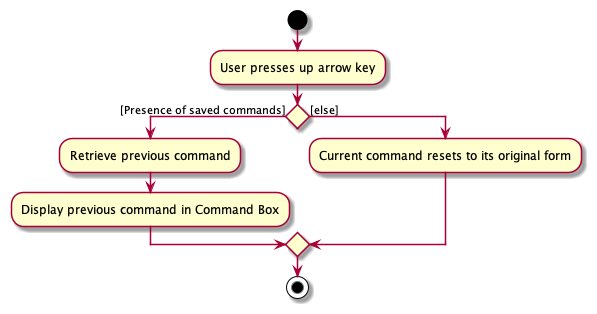 User presses up arrow key
[Presence of saved commands]
[else]
Retrieve previous command
Current command resets to its original form
Display previous command in Command Box